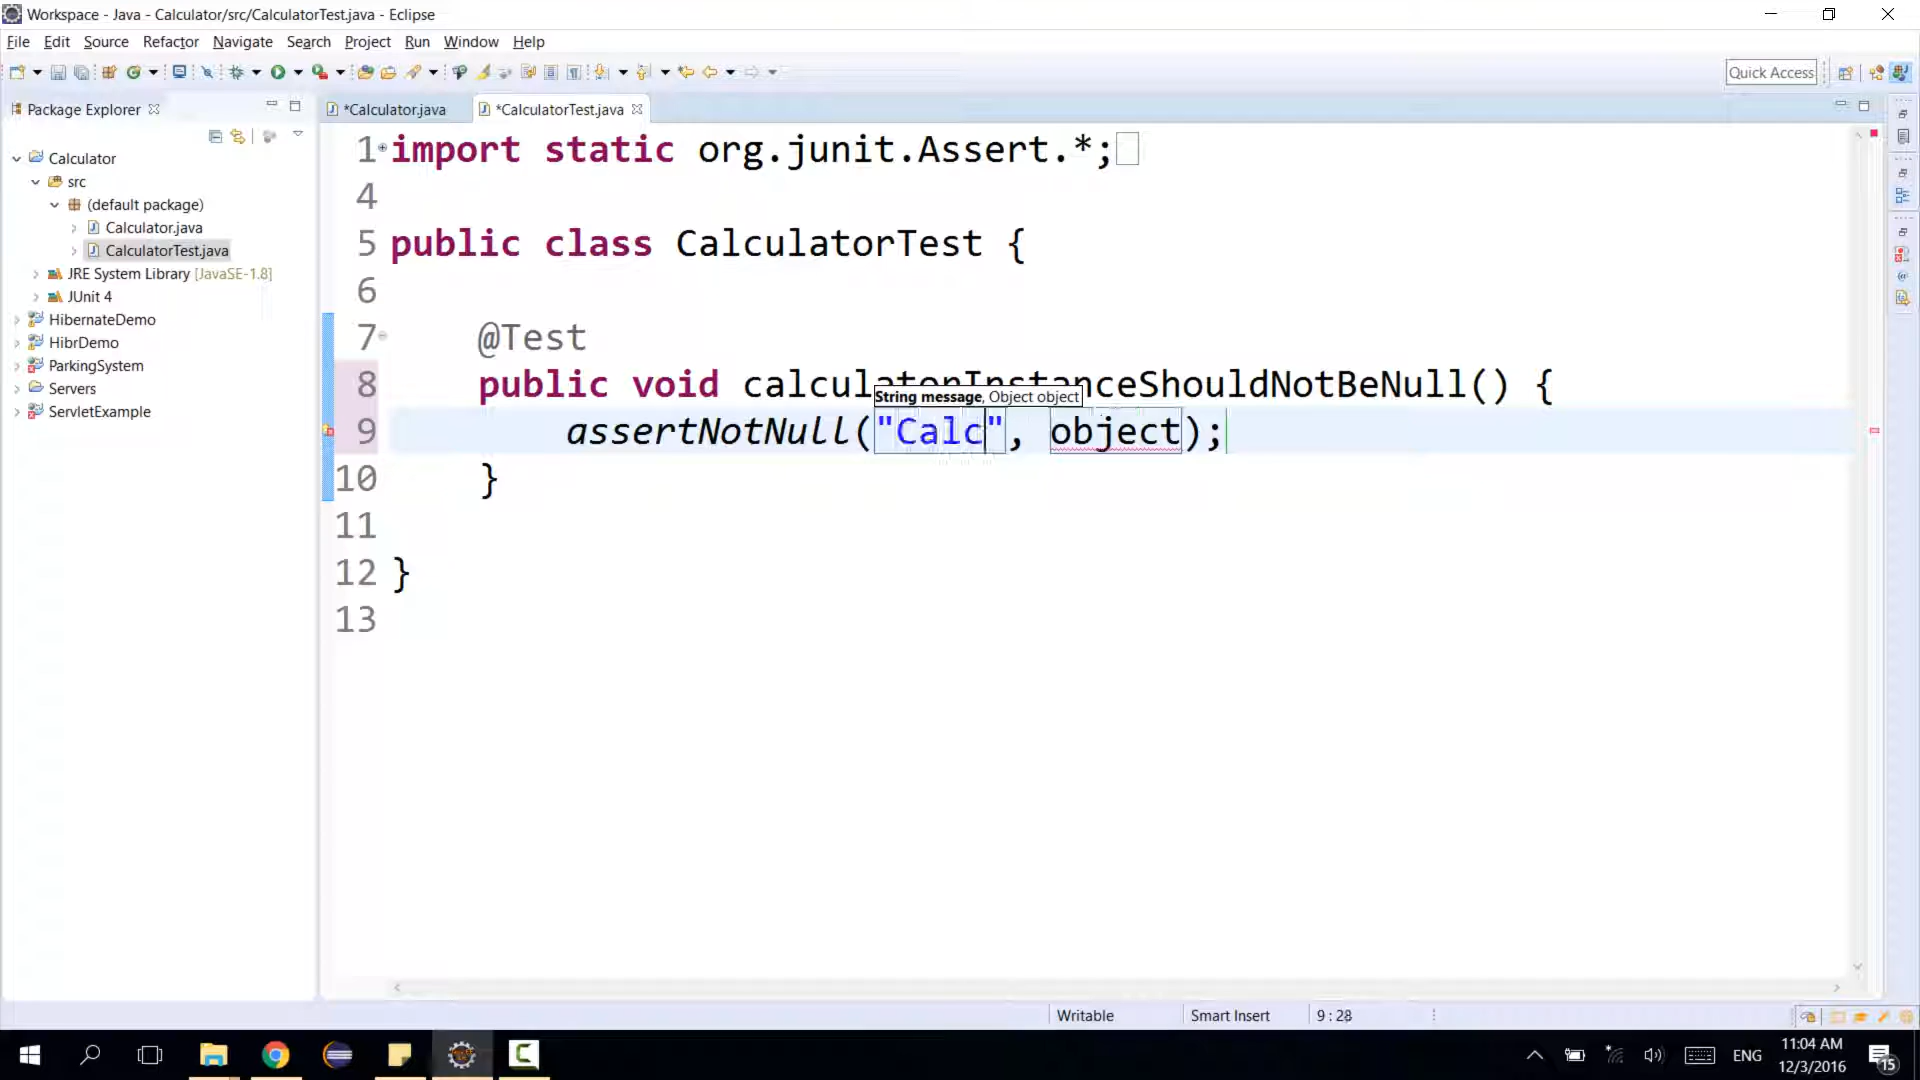 Workspace - Java - Calculator/src/CalculatorTest.java - Eclipse
File Edit Source Refactor Navigate Search Project Run Window Help
Quick Access
Package Explorer
*Calculator.java
*CalculatorTest.java
Calculator
src
(default package)
Calculator.java
CalculatorTest.java
JRE System Library [JavaSE-1.8]
JUnit 4
HibernateDemo
HibrDemo
ParkingSystem
Servers
ServletExample
1 import static org.junit.Assert.*;
4
5 public class CalculatorTest {
6
7 @Test
8 public void calculatorInstanceShouldNotBeNull() {
String message, Object object
9 assertNotNull("Calc", object);
10 }
11
12 }
13
Writable Smart Insert 9 : 28
ENG
11:04 AM
12/3/2016
15